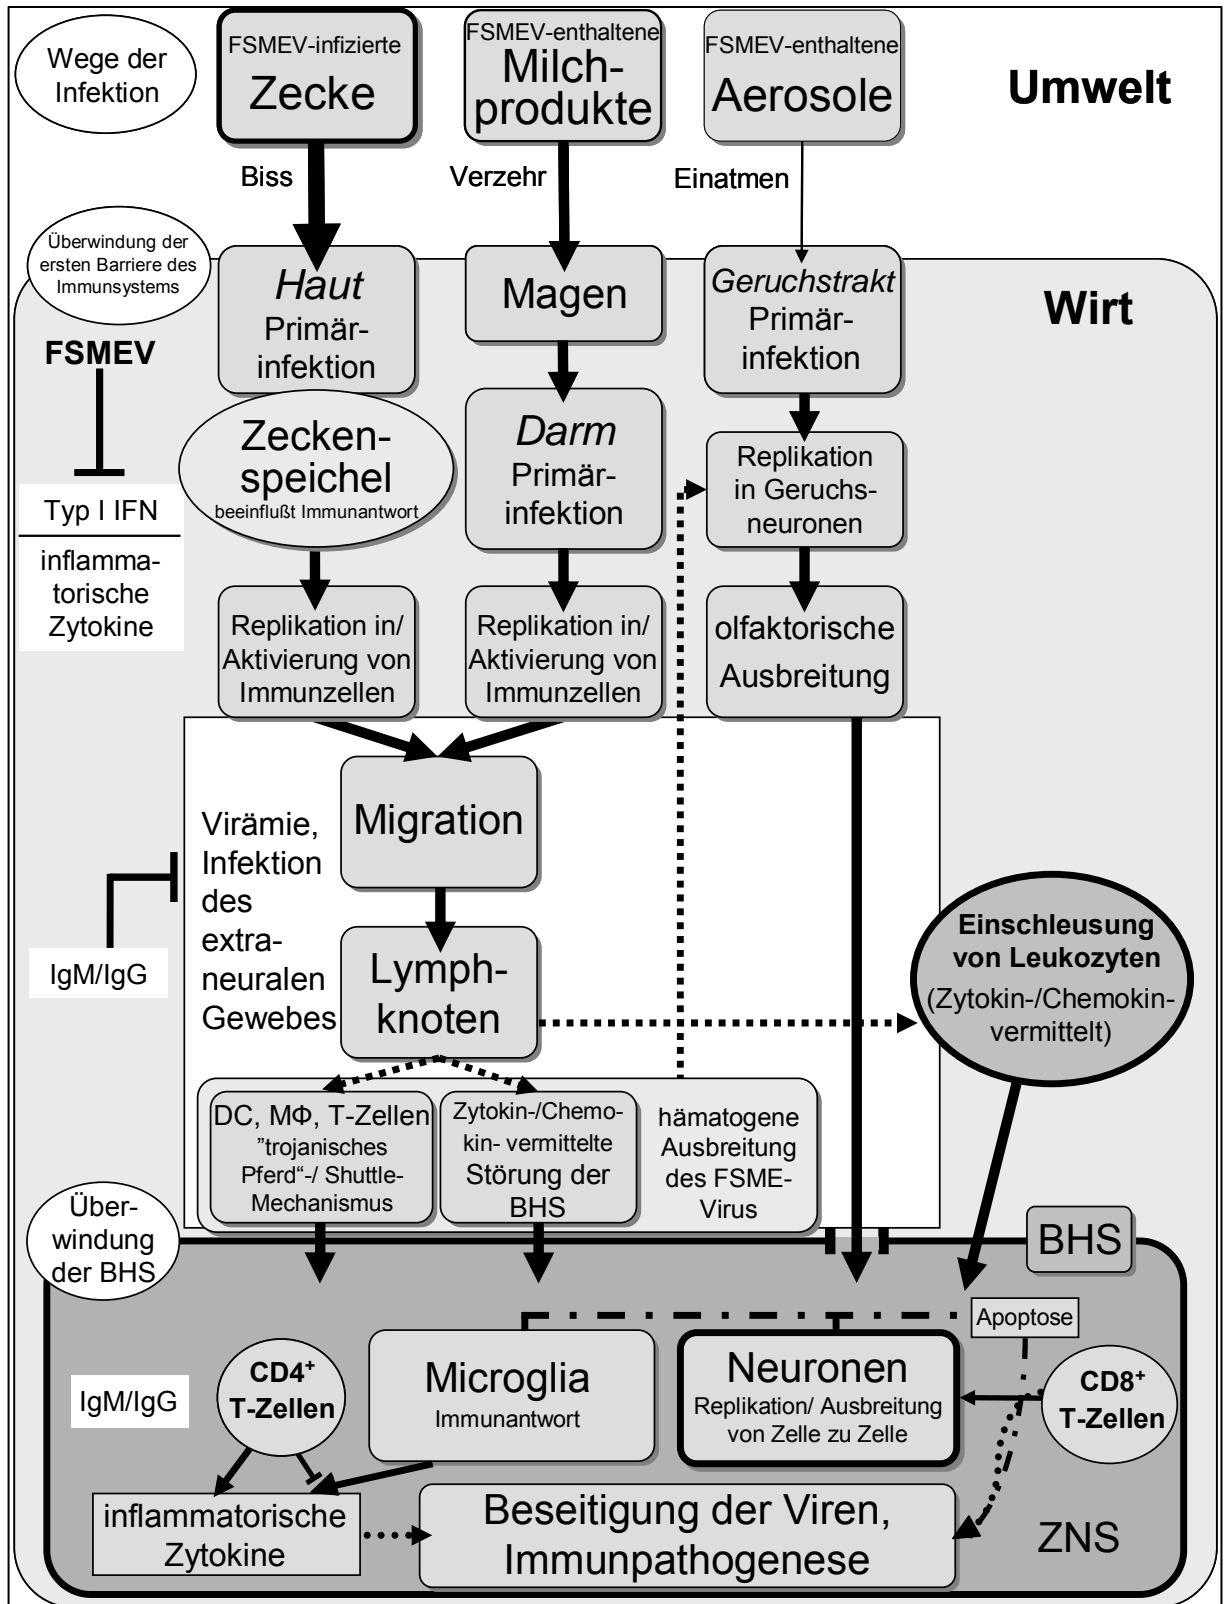 Wege der
Infektion
FSMEV-infizierte
Zecke
FSMEV-enthaltene
Milch-
produkte
FSMEV-enthaltene
Aerosole
Umwelt
Biss
Verzehr
Einatmen
Überwindung der
ersten Barriere des
Immunsystems
Haut
Primär-
infektion
Magen
Geruchstrakt
Primär-
infektion
Wirt
FSMEV
Zecken-
speichel
beeinflußt Immunantwort
Darm
Primär-
infektion
Replikation
in Geruchs-
neuronen
Typ I IFN
inflamma-
torische
Zytokine
Replikation in/
Aktivierung von
Immunzellen
Replikation in/
Aktivierung von
Immunzellen
olfaktorische
Ausbreitung
Migration
Virämie,
Infektion
des
extra-
neuralen
Gewebes
IgM/IgG
Lymph-
knoten
Einschleusung
von Leukozyten
(Zytokin-/Chemokin-
vermittelt)
DC, MΦ, T-Zellen
”trojanisches
Pferd“-/ Shuttle-
Mechanismus
Zytokin-/Chemo-
kin- vermittelte
Störung der
BHS
hämatogene
Ausbreitung
des FSME-
Virus
Über-
windung
der BHS
BHS
Apoptose
IgM/IgG
CD4⁺
T-Zellen
Microglia
Immunantwort
Neuronen
Replikation/ Ausbreitung
von Zelle zu Zelle
CD8⁺
T-Zellen
inflammatorische
Zytokine
Beseitigung der Viren,
Immunpathogenese
ZNS